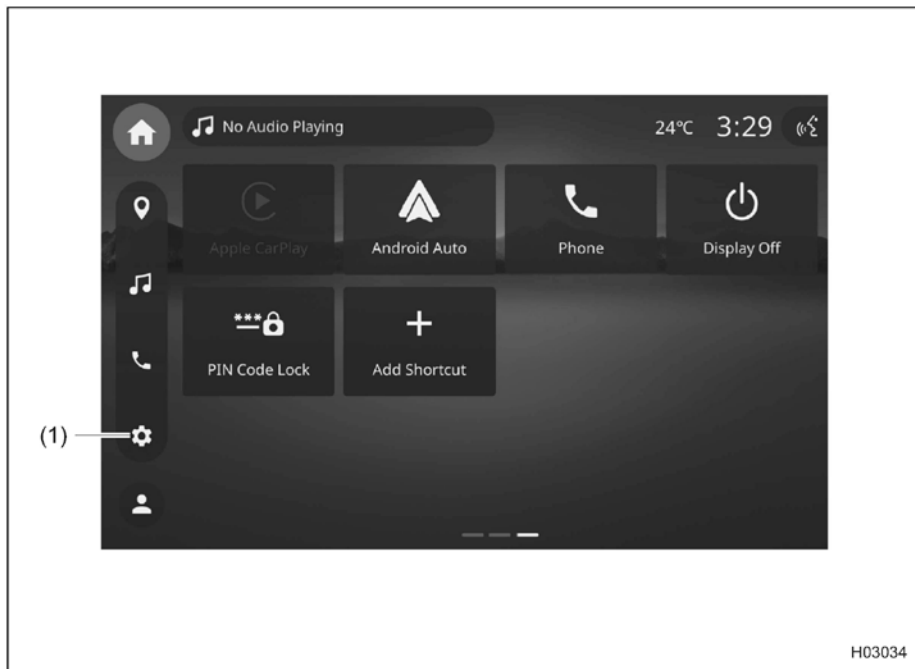 No Audio Playing
24°C 3:29
Apple CarPlay
Android Auto
Phone
Display Off
***
PIN Code Lock
Add Shortcut
(1)
H03034